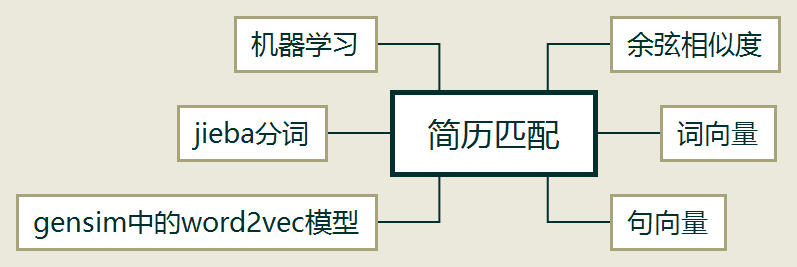 机器学习
余弦相似度
简历匹配
jieba分词
词向量
gensim中的word2vec模型
句向量